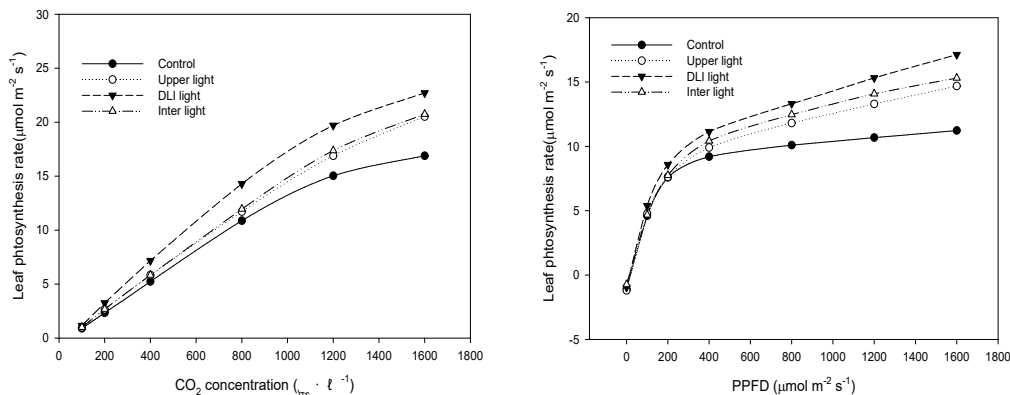 30
25
20
15
10
5
0
Leaf phtosynthesis rate(μmol m-2 s-1)
Control
Upper light
DLI light
Inter light
0 200 400 600 800 1000 1200 1400 1600 1800
CO2 concentration ( · ℓ -1)
20
15
10
5
0
-5
Leaf phtosynthesis rate(μmol m-2 s-1)
Control
Upper light
DLI light
Inter light
0 200 400 600 800 1000 1200 1400 1600 1800
PPFD (μmol m-2 s-1)